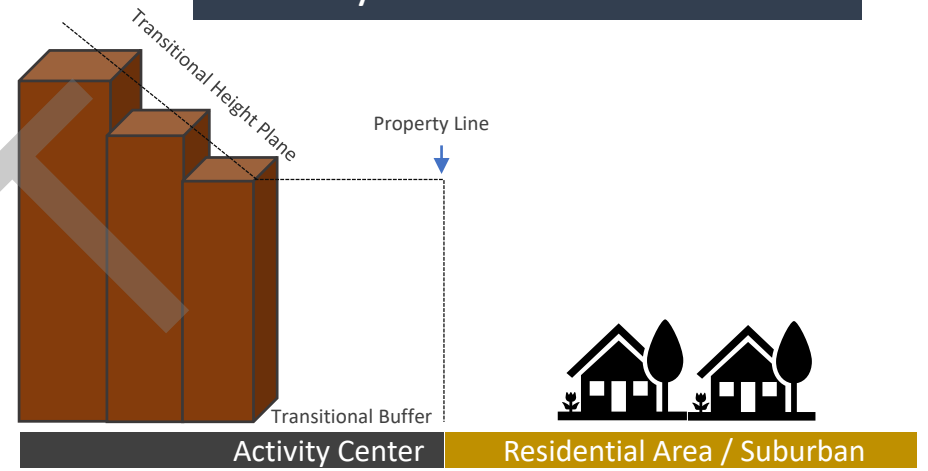 Transitional Height Plane
Property Line
Transitional Buffer
Activity Center
Residential Area / Suburban